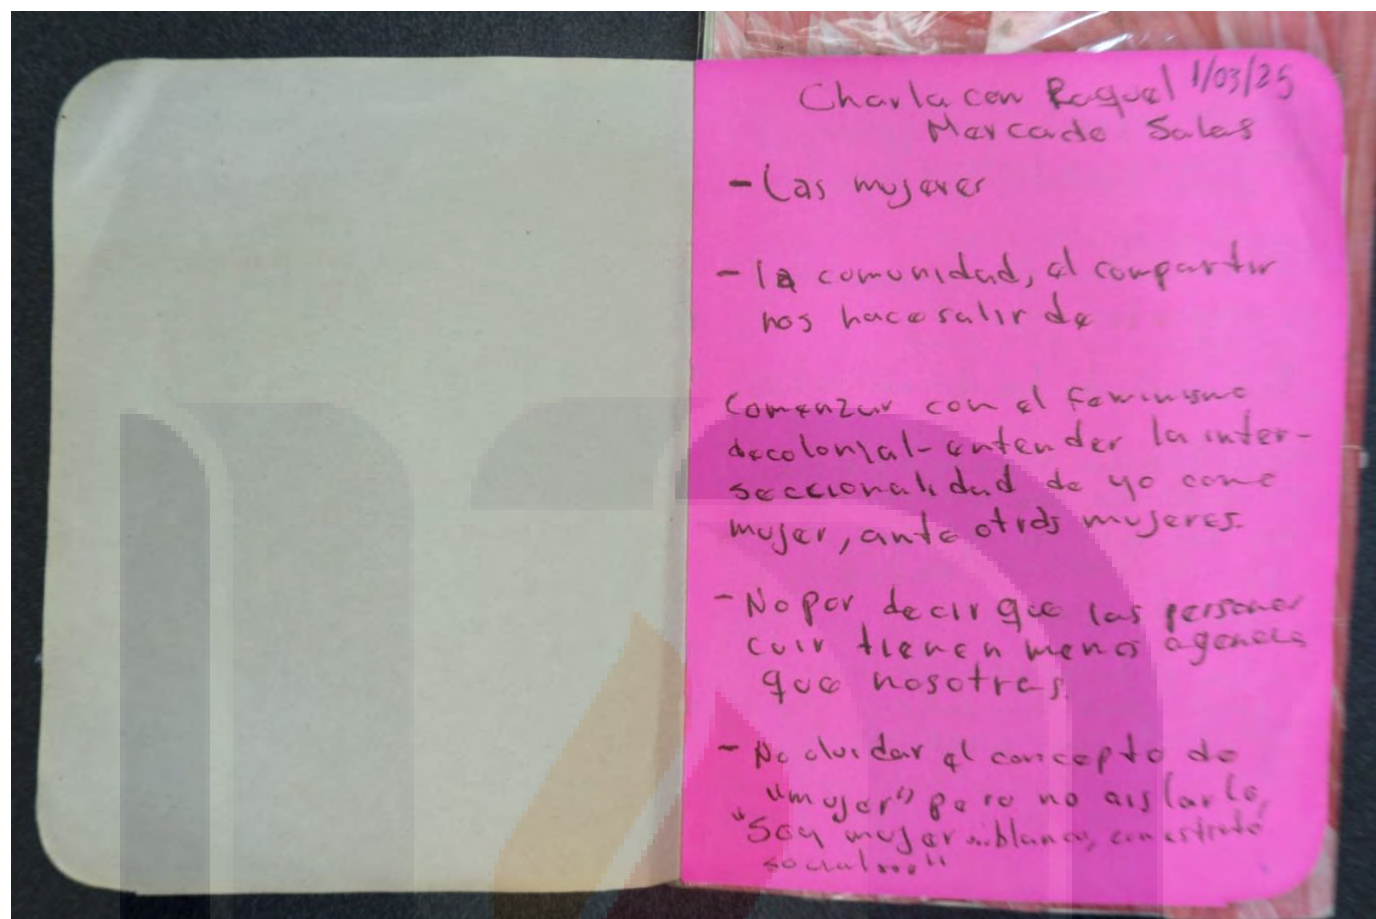 Charla con Raquel 1/03/25
Mercado Salas
- Las mujeres
- la comunidad, el compartir
nos hace salir de
Comenzar con el feminismo
decolonial - entender la inter-
seccionalidad de yo como
mujer, ante otras mujeres.
- No por decir que las personas
cuir tienen menos agencia
que nosotres.
- No olvidar el concepto de
"mujer" pero no aislarlo,
"Soy mujer... blanca, con estrato
social..."